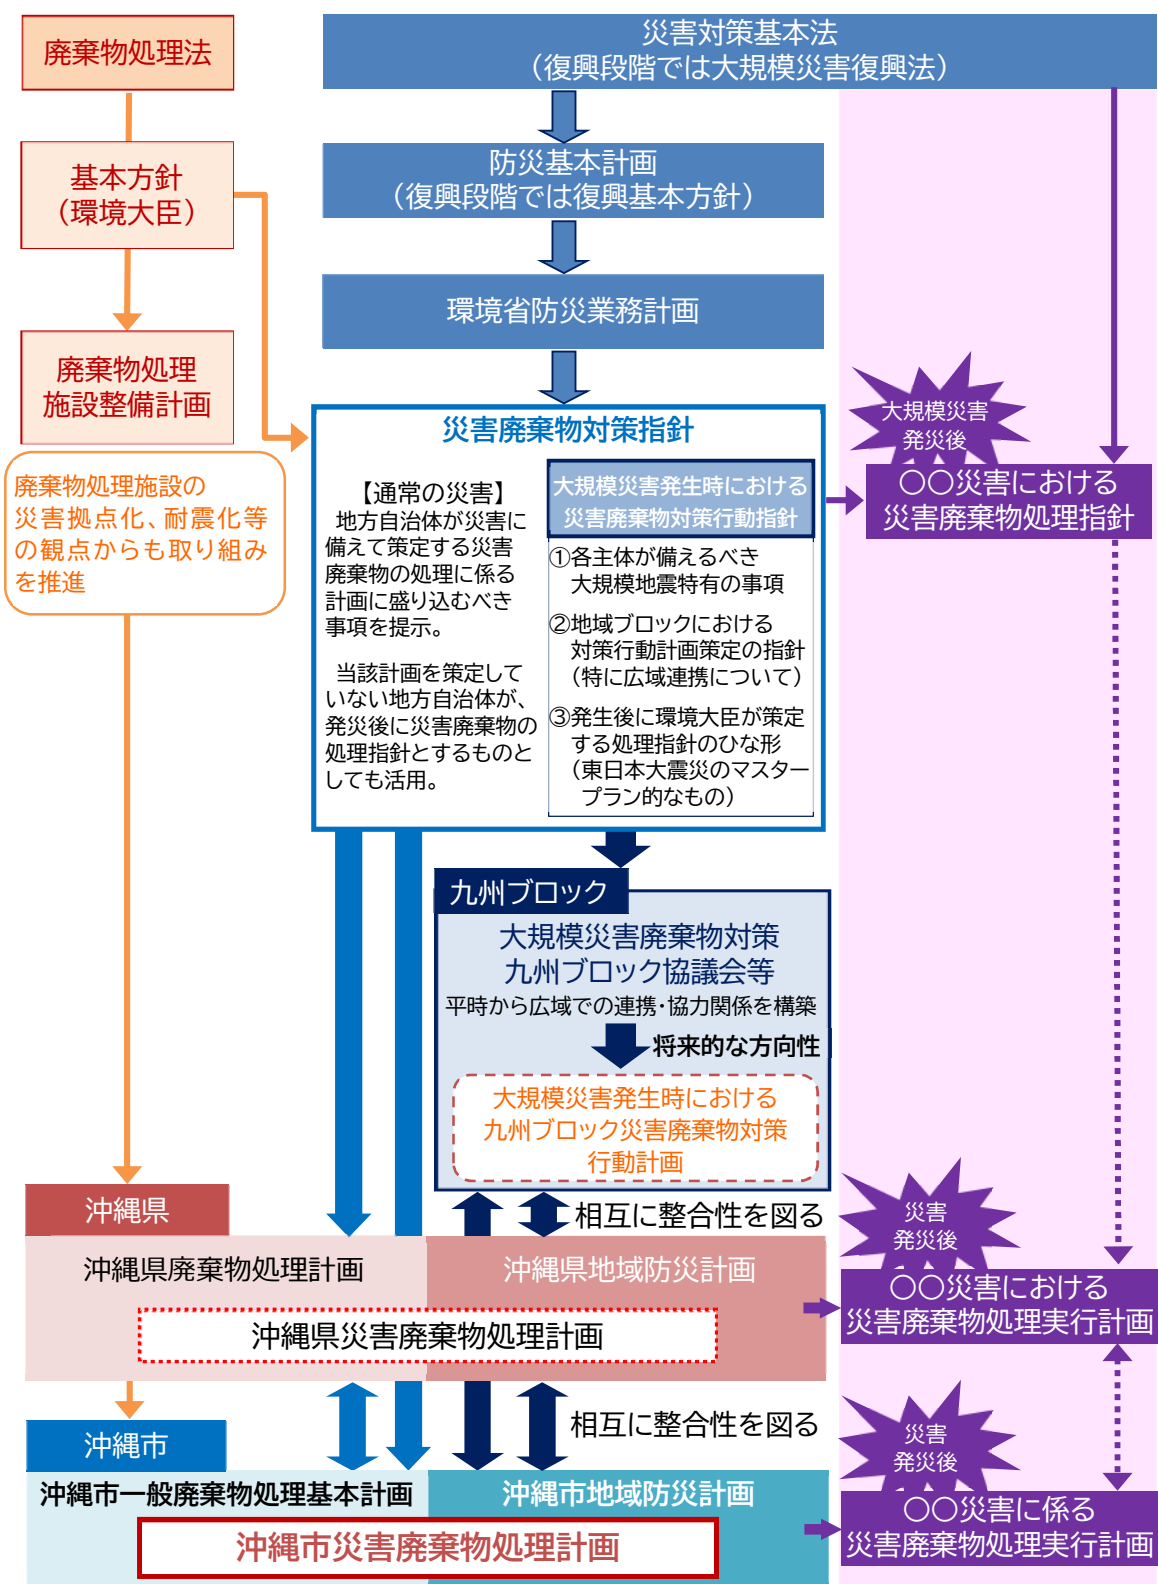 廃棄物処理法
災害対策基本法
（復興段階では大規模災害復興法）
基本方針
（環境大臣）
防災基本計画
（復興段階では復興基本方針）
環境省防災業務計画
廃棄物処理
施設整備計画
廃棄物処理施設の
災害拠点化、耐震化等
の観点からも取り組み
を推進
災害廃棄物対策指針
【通常の災害】
地方自治体が災害に
備えて策定する災害
廃棄物の処理に係る
計画に盛り込むべき
事項を提示。
当該計画を策定して
いない地方自治体が、
発災後に災害廃棄物の
処理指針とするものと
しても活用。
大規模災害発生時における
災害廃棄物対策行動指針
①各主体が備えるべき
大規模地震特有の事項
②地域ブロックにおける
対策行動計画策定の指針
（特に広域連携について）
③発生後に環境大臣が策定
する処理指針のひな形
（東日本大震災のマスター
プラン的なもの）
大規模災害
発災後
〇〇災害における
災害廃棄物処理指針
九州ブロック
大規模災害廃棄物対策
九州ブロック協議会等
平時から広域での連携・協力関係を構築
将来的な方向性
大規模災害発生時における
九州ブロック災害廃棄物対策
行動計画
相互に整合性を図る
沖縄県
沖縄県廃棄物処理計画
沖縄県地域防災計画
沖縄県災害廃棄物処理計画
災害
発災後
〇〇災害における
災害廃棄物処理実行計画
相互に整合性を図る
沖縄市
沖縄市一般廃棄物処理基本計画
沖縄市地域防災計画
沖縄市災害廃棄物処理計画
災害
発災後
〇〇災害に係る
災害廃棄物処理実行計画